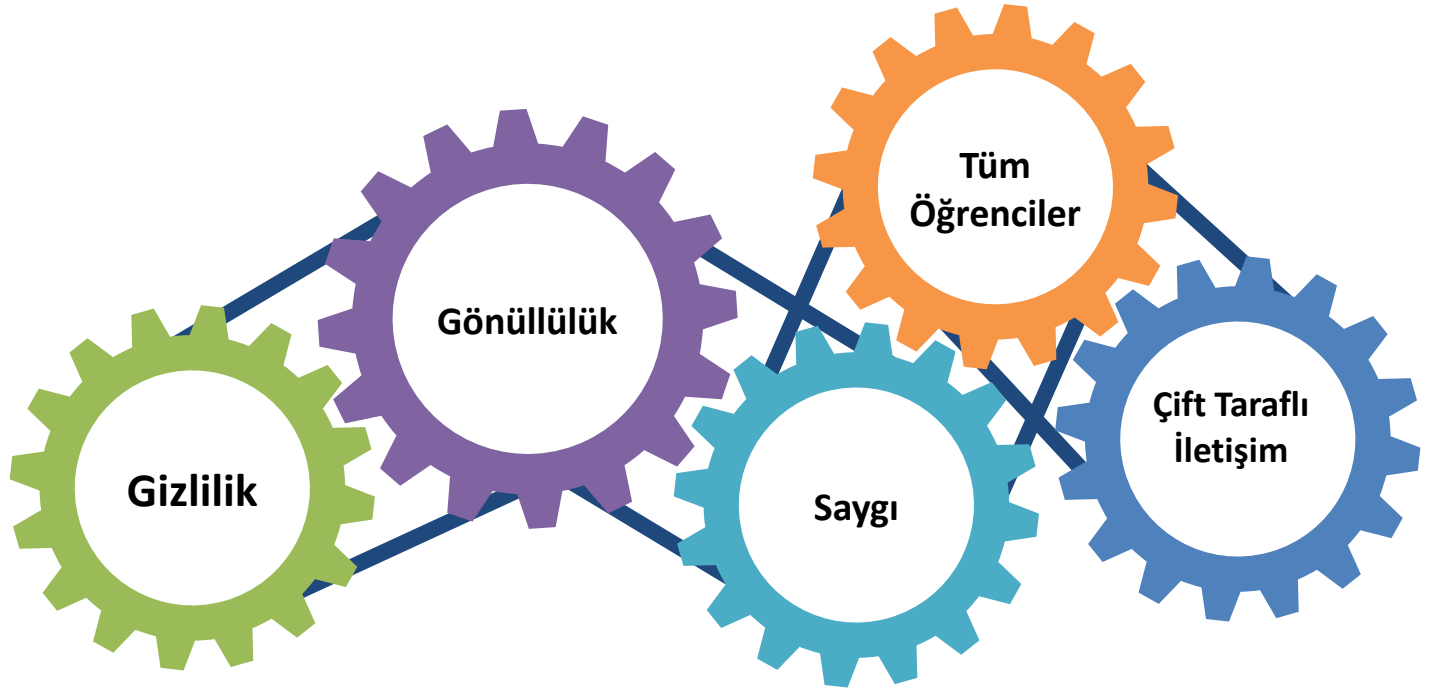 Gizlilik
Gönüllülük
Saygı
Tüm
Öğrenciler
Çift Taraflı
İletişim